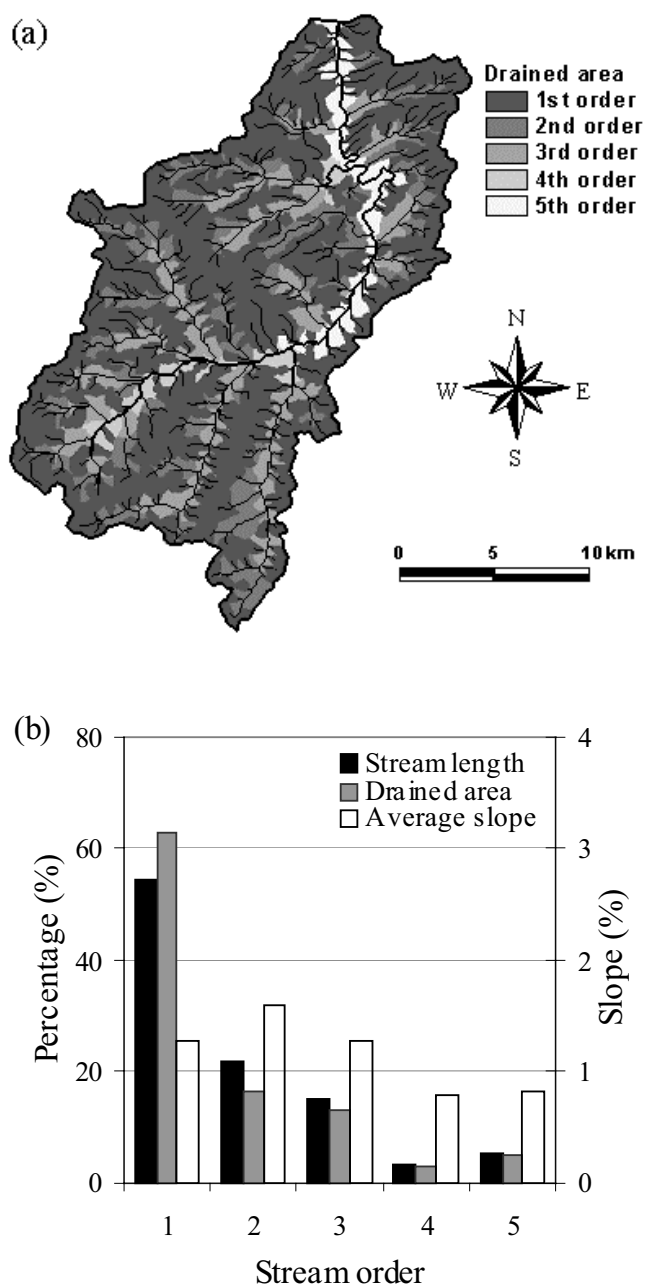 (a)
Drained area
1st order
2nd order
3rd order
4th order
5th order
N
W E
S
0 5 10 km
(b)
80 4
Stream length
Drained area
Average slope
60 3
40 2
20 1
0 0
Percentage (%)
Slope (%)
1 2 3 4 5
Stream order